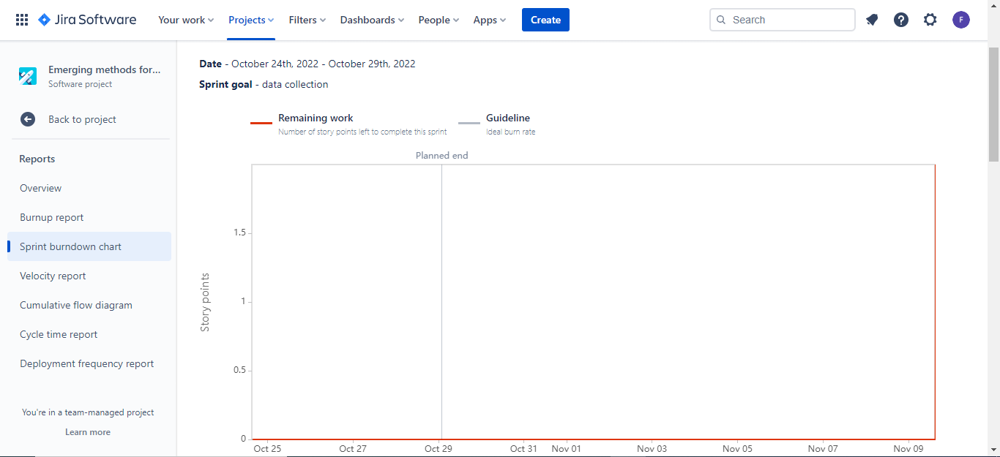 Jira Software Your work Projects Filters Dashboards People Apps Create Search F
Emerging methods for...
Software project
Back to project
Reports
Overview
Burnup report
Sprint burndown chart
Velocity report
Cumulative flow diagram
Cycle time report
Deployment frequency report
You're in a team-managed project
Learn more
Date - October 24th, 2022 - October 29th, 2022
Sprint goal - data collection
Remaining work
Number of story points left to complete this sprint
Guideline
Ideal burn rate
Planned end
Story points
1.5
1
0.5
0
Oct 25 Oct 27 Oct 29 Oct 31 Nov 01 Nov 03 Nov 05 Nov 07 Nov 09